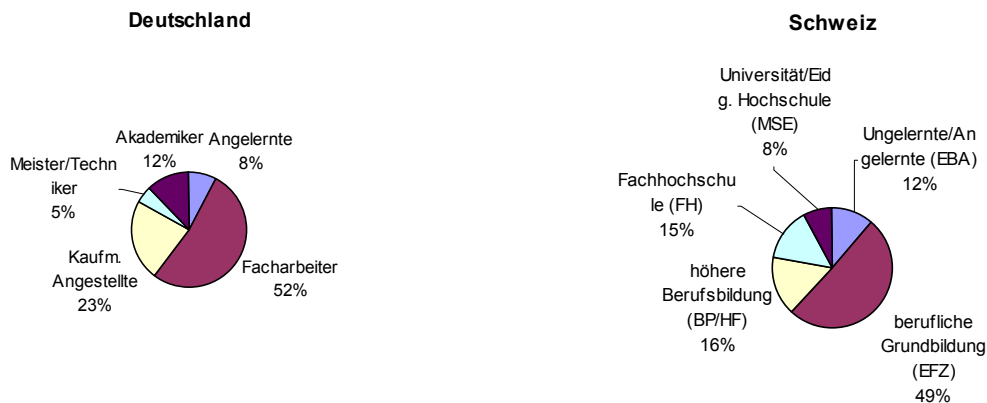 Deutschland
Akademiker
12%
Angelernte
8%
Meister/Techn
iker
5%
Kaufm.
Angestellte
23%
Facharbeiter
52%
Schweiz
Universität/Eid
g. Hochschule
(MSE)
8%
Ungelernte/An
gelernte (EBA)
12%
Fachhochschu
le (FH)
15%
höhere
Berufsbildung
(BP/HF)
16%
berufliche
Grundbildung
(EFZ)
49%